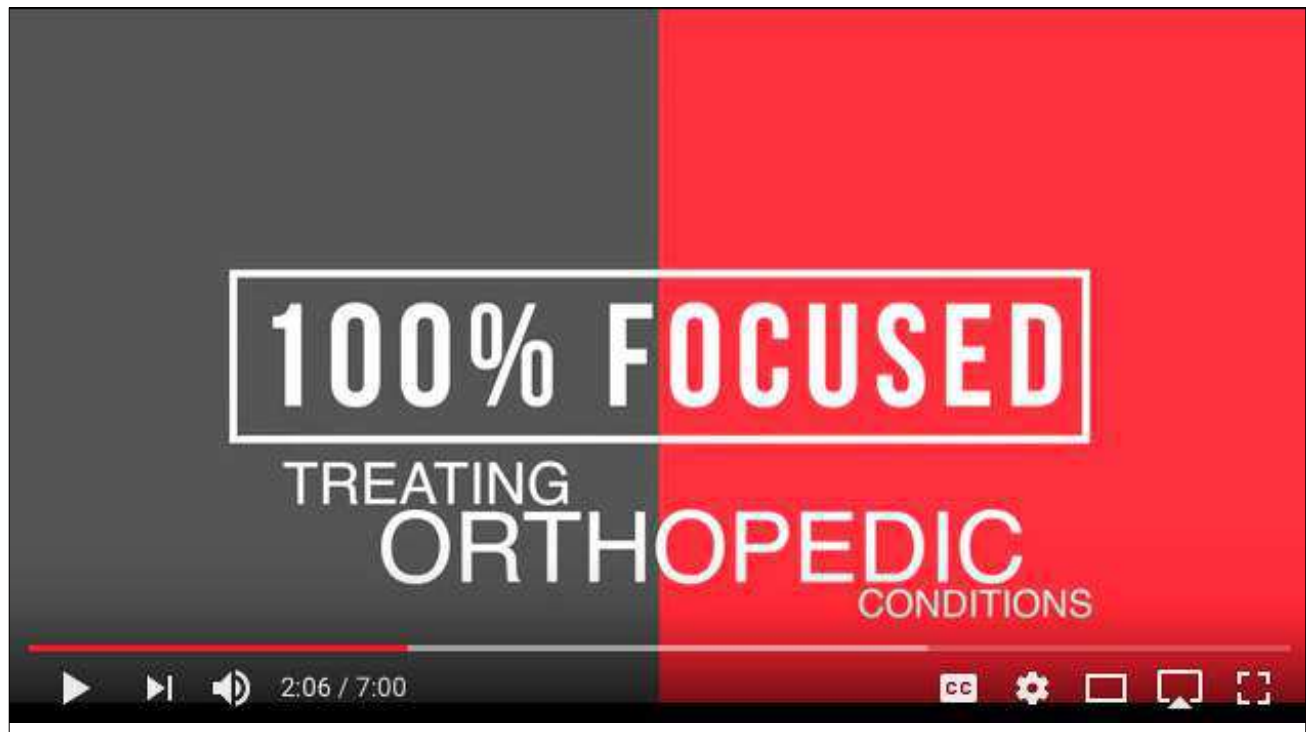 100% FOCUSED
TREATING
ORTHOPEDIC
CONDITIONS
2:06 / 7:00
CC